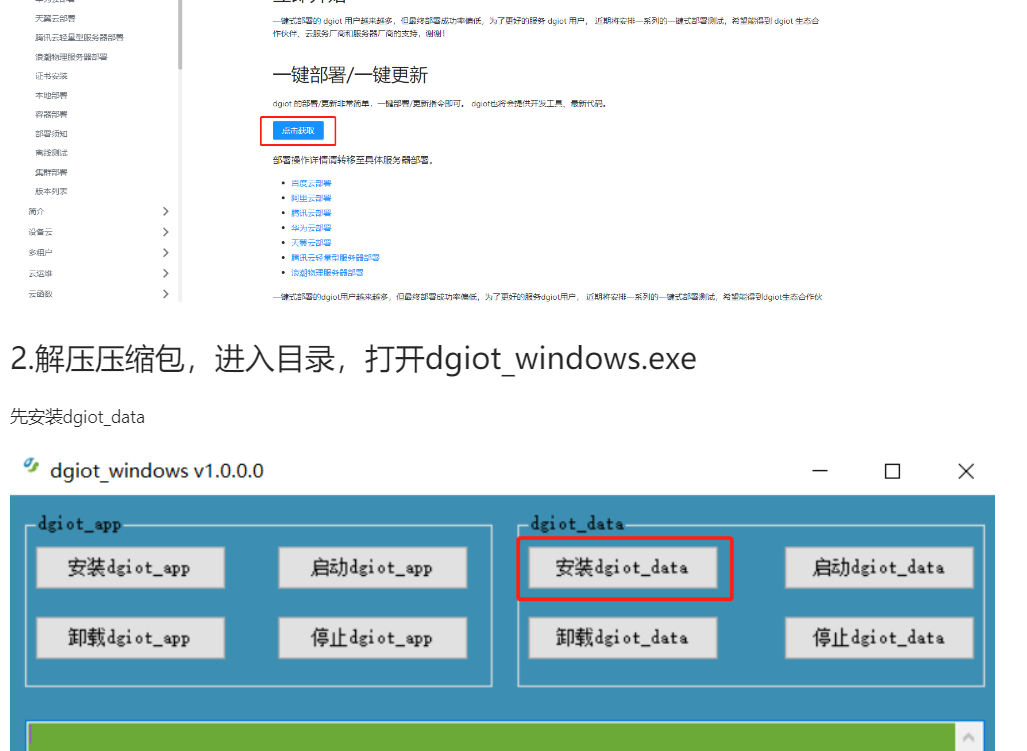 天翼云部署
腾讯云轻量型服务器部署
浪潮物理服务器部署
证书安装
本地部署
容器部署
部署须知
离线测试
集群部署
版本列表
简介
设备云
多租户
云运维
云函数
一键式部署的 dgiot 用户越来越多，但最终部署成功率偏低，为了更好的服务 dgiot 用户， 近期将安排一系列的一键式部署测试，希望能得到 dgiot 生态合
作伙伴、云服务厂商和服务器厂商的支持，谢谢！
一键部署/一键更新
dgiot 的部署/更新非常简单，一键部署/更新指令即可。 dgiot也将会提供开发工具、最新代码。
点击获取
部署操作详情请转移至具体服务器部署。
百度云部署
阿里云部署
腾讯云部署
华为云部署
天翼云部署
腾讯云轻量型服务器部署
浪潮物理服务器部署
一键式部署的dgiot用户越来越多，但最终部署成功率偏低，为了更好的服务dgiot用户， 近期将安排一系列的一键式部署测试，希望能得到dgiot生态合作伙
2.解压压缩包，进入目录，打开dgiot_windows.exe
先安装dgiot_data
dgiot_windows v1.0.0.0
dgiot_app
安装dgiot_app
启动dgiot_app
卸载dgiot_app
停止dgiot_app
dgiot_data
安装dgiot_data
启动dgiot_data
卸载dgiot_data
停止dgiot_data